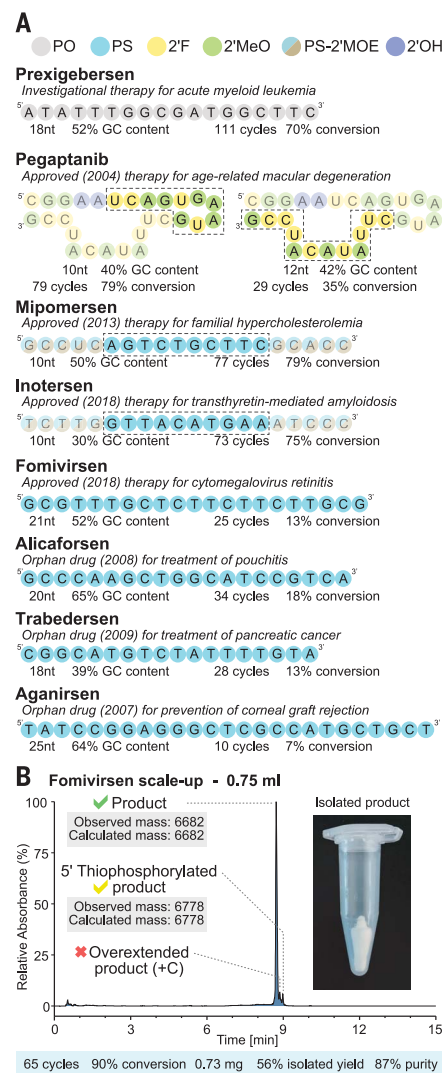 A
PO PS 2'F 2'MeO PS-2'MOE 2'OH
Prexigebersen
Investigational therapy for acute myeloid leukemia
5' A T A T T T G G C G A T G G C T T C 3'
18nt 52% GC content 111 cycles 70% conversion
Pegaptanib
Approved (2004) therapy for age-related macular degeneration
5' C G G A A U C A G U G A
3' G C C U C G U A
U U
A C A U A
10nt 40% GC content
79 cycles 79% conversion
5' C G G A A U C A G U G A
3' G C C U C G U A
U U
A C A U A
12nt 42% GC content
29 cycles 35% conversion
Mipomersen
Approved (2013) therapy for familial hypercholesterolemia
5' G C C U C A G T C T G C T T C G C A C C 3'
10nt 50% GC content 77 cycles 79% conversion
Inotersen
Approved (2018) therapy for transthyretin-mediated amyloidosis
5' T C T T G G T T A C A T G A A A T C C C 3'
10nt 30% GC content 73 cycles 75% conversion
Fomivirsen
Approved (2018) therapy for cytomegalovirus retinitis
5' G C G T T T G C T C T T C T T C T T G C G 3'
21nt 52% GC content 25 cycles 13% conversion
Alicaforsen
Orphan drug (2008) for treatment of pouchitis
5' G C C C A A G C T G G C A T C C G T C A 3'
20nt 65% GC content 34 cycles 18% conversion
Trabedersen
Orphan drug (2009) for treatment of pancreatic cancer
5' C G G C A T G T C T A T T T T G T A 3'
18nt 39% GC content 28 cycles 13% conversion
Aganirsen
Orphan drug (2007) for prevention of corneal graft rejection
5' T A T C C G G A G G G C T C G C C A T G C T G C T 3'
25nt 64% GC content 10 cycles 7% conversion
B Fomivirsen scale-up - 0.75 ml
Relative Absorbance (%)
100
75
50
25
0
Product
Observed mass: 6682
Calculated mass: 6682
5' Thiophosphorylated
product
Observed mass: 6778
Calculated mass: 6778
Overextended
product (+C)
Isolated product
0 3 6 9 12 15
Time [min]
65 cycles 90% conversion 0.73 mg 56% isolated yield 87% purity